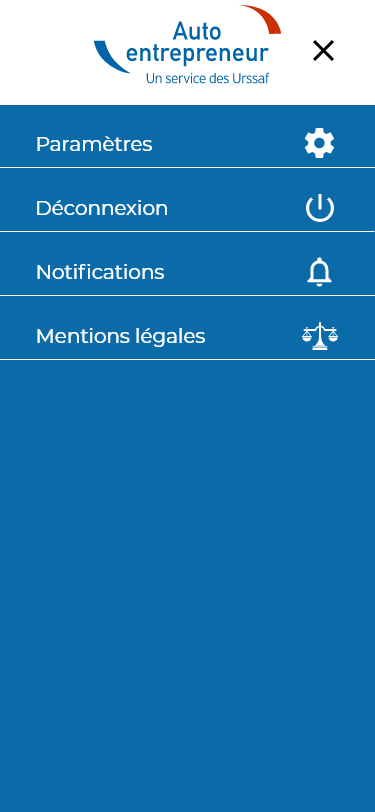 Auto
entrepreneur
Un service des Urssaf
Paramètres
Déconnexion
Notifications
Mentions légales